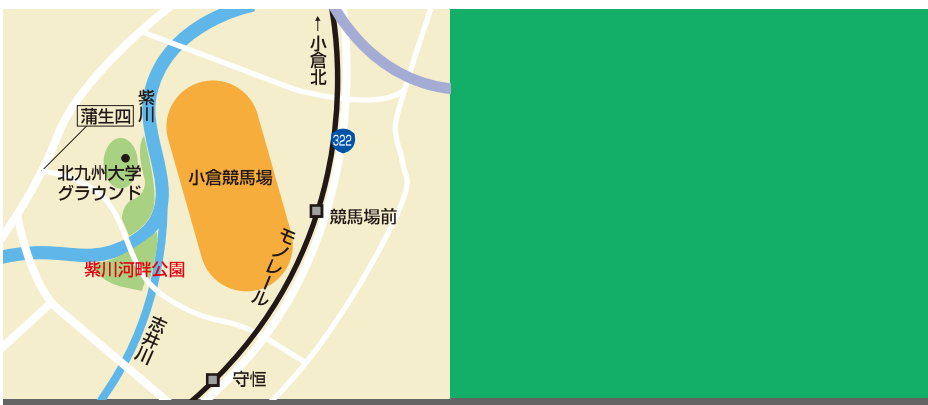 ↑小倉北
紫川
蒲生四
322
北九州大学
グラウンド
小倉競馬場
競馬場前
モノレール
紫川河畔公園
志井川
守恒